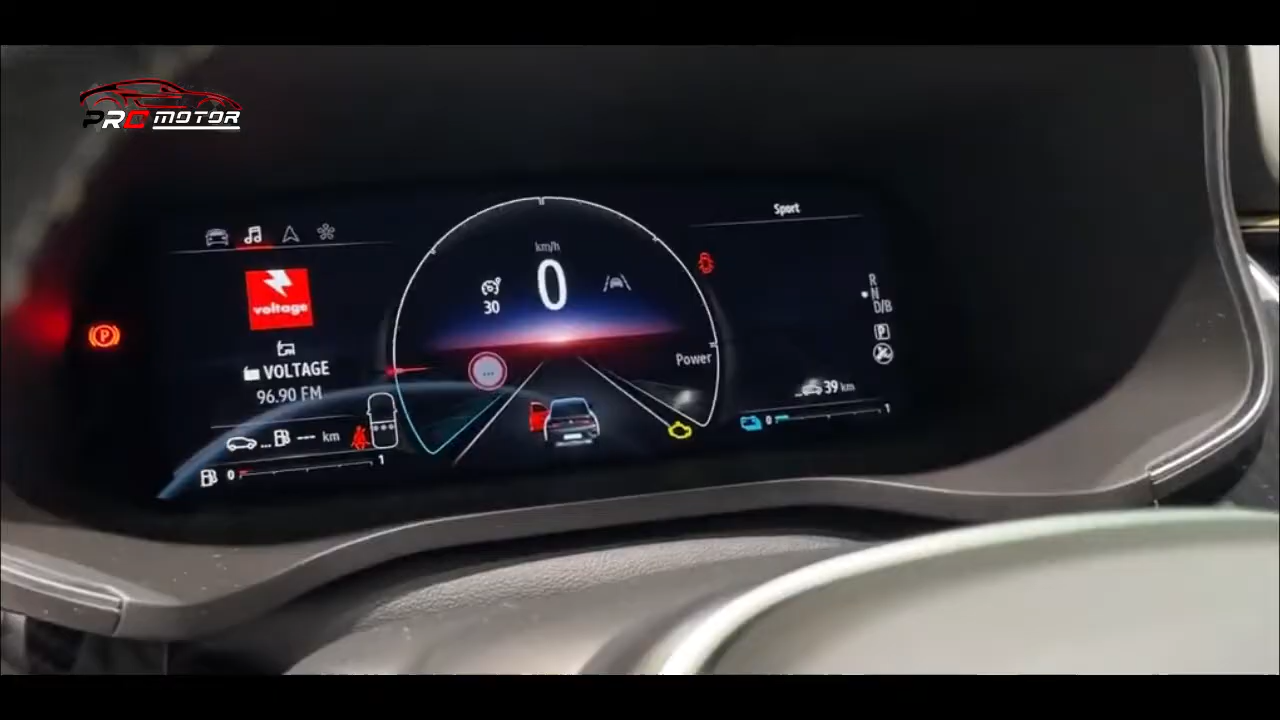 PRC MOTOR
Sport
km/h
0
30
voltage
VOLTAGE
96.90 FM
R
N
D/B
P
P
Power
...
39 km
... --- km
0
1
0
1